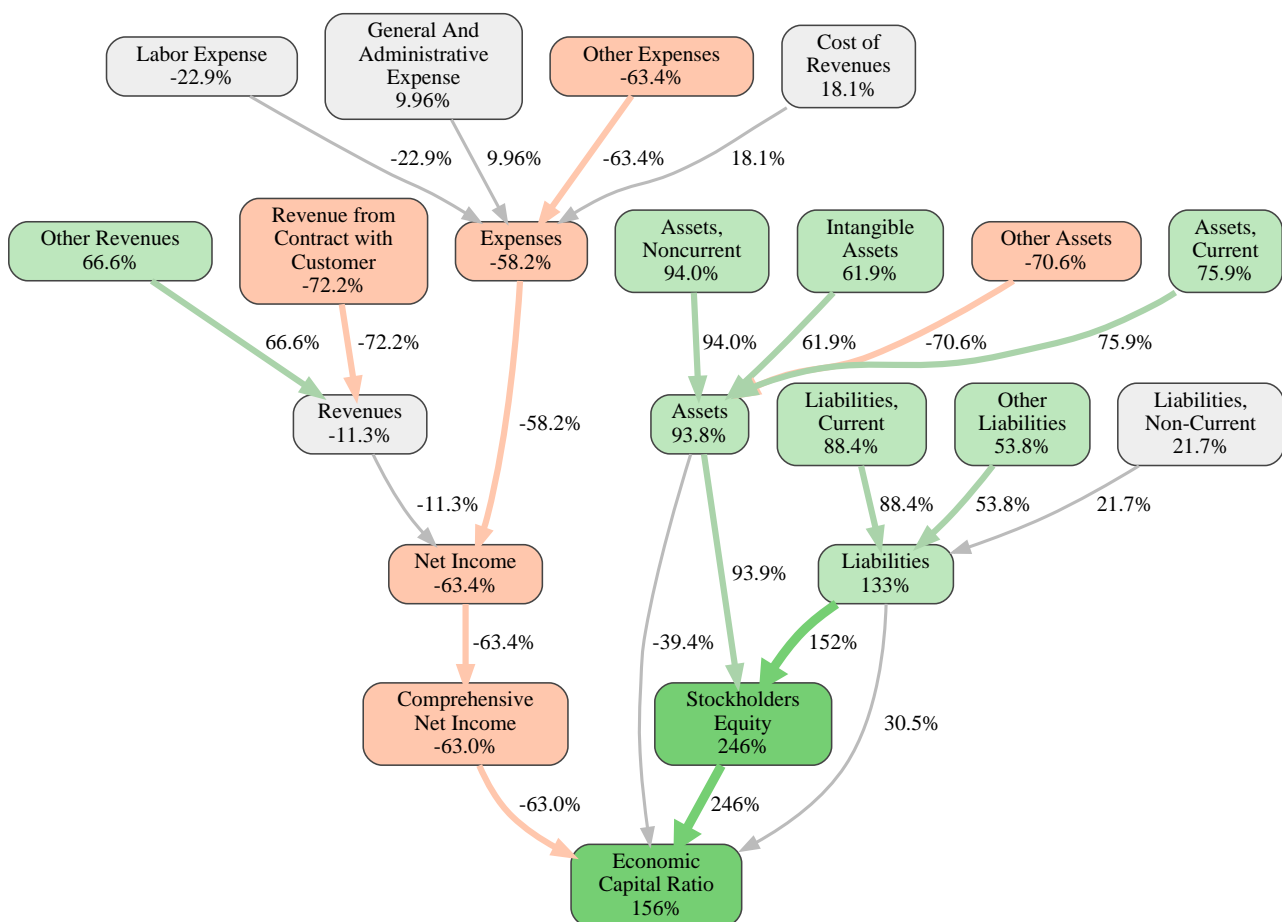 Labor Expense
-22.9%
General And
Administrative
Expense
9.96%
Other Expenses
-63.4%
Cost of
Revenues
18.1%
-22.9%
9.96%
-63.4%
18.1%
Other Revenues
66.6%
Revenue from
Contract with
Customer
-72.2%
Expenses
-58.2%
Assets,
Noncurrent
94.0%
Intangible
Assets
61.9%
Other Assets
-70.6%
Assets,
Current
75.9%
66.6%
-72.2%
94.0%
61.9%
-70.6%
75.9%
Revenues
-11.3%
-58.2%
Assets
93.8%
Liabilities,
Current
88.4%
Other
Liabilities
53.8%
Liabilities,
Non-Current
21.7%
-11.3%
88.4%
53.8%
21.7%
Net Income
-63.4%
93.9%
Liabilities
133%
-63.4%
-39.4%
152%
Comprehensive
Net Income
-63.0%
Stockholders
Equity
246%
30.5%
-63.0%
246%
Economic
Capital Ratio
156%